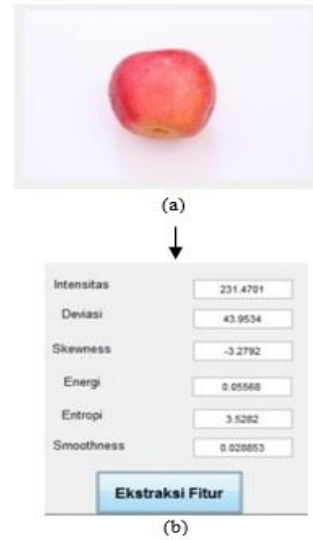 (a)
Intensitas 231.4701
Deviasi 43.9534
Skewness -3.2792
Energi 0.05568
Entropi 3.5282
Smoothness 0.028853
Ekstraksi Fitur
(b)